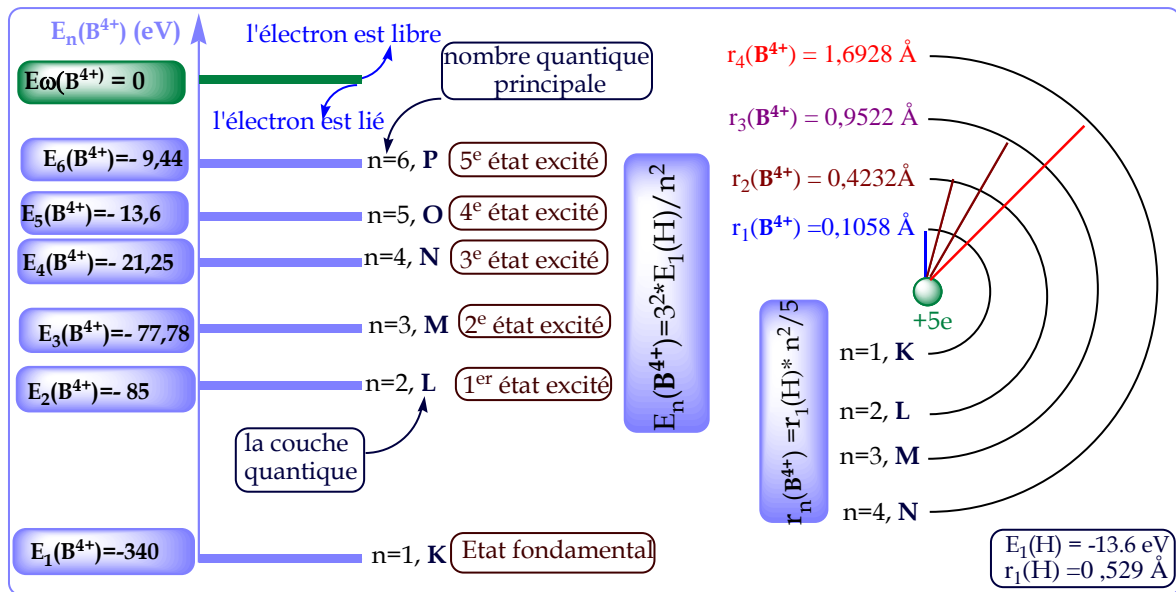 Eₙ(B⁴⁺) (eV)
l'électron est libre
Eω(B⁴⁺) = 0
l'électron est lié
nombre quantique
principale
E₆(B⁴⁺)=- 9,44
n=6, P
5ᵉ état excité
E₅(B⁴⁺)=- 13,6
n=5, O
4ᵉ état excité
E₄(B⁴⁺)=- 21,25
n=4, N
3ᵉ état excité
E₃(B⁴⁺)=- 77,78
n=3, M
2ᵉ état excité
E₂(B⁴⁺)=- 85
n=2, L
1ᵉʳ état excité
la couche
quantique
E₁(B⁴⁺)=-340
n=1, K
Etat fondamental
Eₙ(B⁴⁺)=3²*E₁(H)/n²
r₄(B⁴⁺) = 1,6928 Å
r₃(B⁴⁺) = 0,9522 Å
r₂(B⁴⁺) = 0,4232Å
r₁(B⁴⁺) =0,1058 Å
+5e
rₙ(B⁴⁺) =r₁(H)* n²/5
n=1, K
n=2, L
n=3, M
n=4, N
E₁(H) = -13.6 eV
r₁(H) =0 ,529 Å